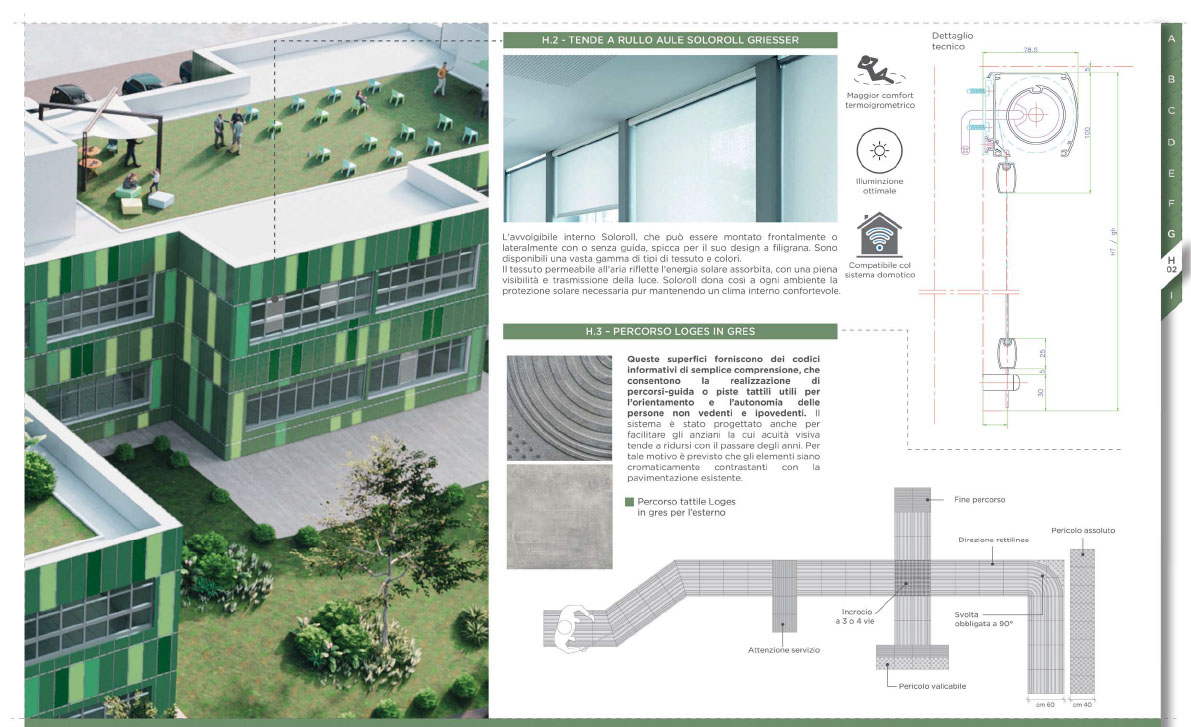 H.2 - TENDE A RULLO AULE SOLOROLL GRIESSER
L'avvolgibile interno Soloroll, che può essere montato frontalmente o
lateralmente con o senza guida, spicca per il suo design a filigrana. Sono
disponibili una vasta gamma di tipi di tessuto e colori.
Il tessuto permeabile all'aria riflette l'energia solare assorbita, con una piena
visibilità e trasmissione della luce. Soloroll dona così a ogni ambiente la
protezione solare necessaria pur mantenendo un clima interno confortevole.
Maggior comfort
termoigrometrico
Illuminzione
ottimale
Compatibile col
sistema domotico
Dettaglio
tecnico
78.5
5
100
HT / gh
25
5
30
A
B
C
D
E
F
G
H
02
I
H.3 – PERCORSO LOGES IN GRES
Queste superfici forniscono dei codici
informativi di semplice comprensione, che
consentono la realizzazione di
percorsi-guida o piste tattili utili per
l'orientamento e l'autonomia delle
persone non vedenti e ipovedenti. Il
sistema è stato progettato anche per
facilitare gli anziani la cui acuità visiva
tende a ridursi con il passare degli anni. Per
tale motivo è previsto che gli elementi siano
cromaticamente contrastanti con la
pavimentazione esistente.
Percorso tattile Loges
in gres per l'esterno
Fine percorso
Direzione rettilinea
Pericolo assoluto
Incrocio
a 3 o 4 vie
Svolta
obbligata a 90°
Attenzione servizio
Pericolo valicabile
cm 60
cm 40